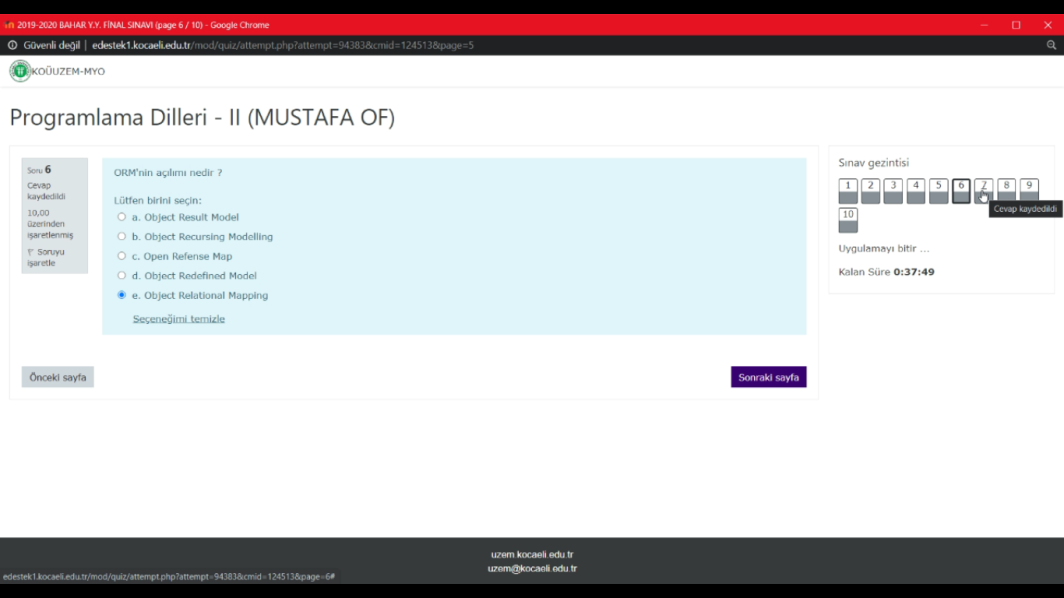 2019-2020 BAHAR Y.Y. FİNAL SINAVI (page 6 / 10) - Google Chrome
Güvenli değil | edestek1.kocaeli.edu.tr/mod/quiz/attempt.php?attempt=94383&cmid=124513&page=5
KOÜUZEM-MYO
Programlama Dilleri - II (MUSTAFA OF)
Soru 6
Cevap
kaydedildi
10,00
üzerinden
işaretlenmiş
Soruyu
işaretle
ORM'nin açılımı nedir ?
Lütfen birini seçin:
a. Object Result Model
b. Object Recursing Modelling
c. Open Refense Map
d. Object Redefined Model
e. Object Relational Mapping
Seçeneğimi temizle
Önceki sayfa
Sonraki sayfa
Sınav gezintisi
1 2 3 4 5 6 7 8 9
Cevap kaydedildi
10
Uygulamayı bitir ...
Kalan Süre 0:37:49
uzem.kocaeli.edu.tr
uzem@kocaeli.edu.tr
edestek1.kocaeli.edu.tr/mod/quiz/attempt.php?attempt=94383&cmid=124513&page=6#